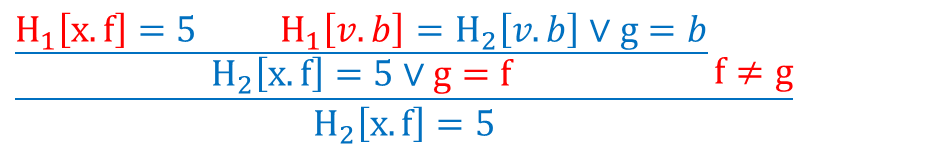 H₁[x. f] = 5 H₁[v. b] = H₂[v. b] ∨ g = b
H₂[x. f] = 5 ∨ g = f f ≠ g
H₂[x. f] = 5